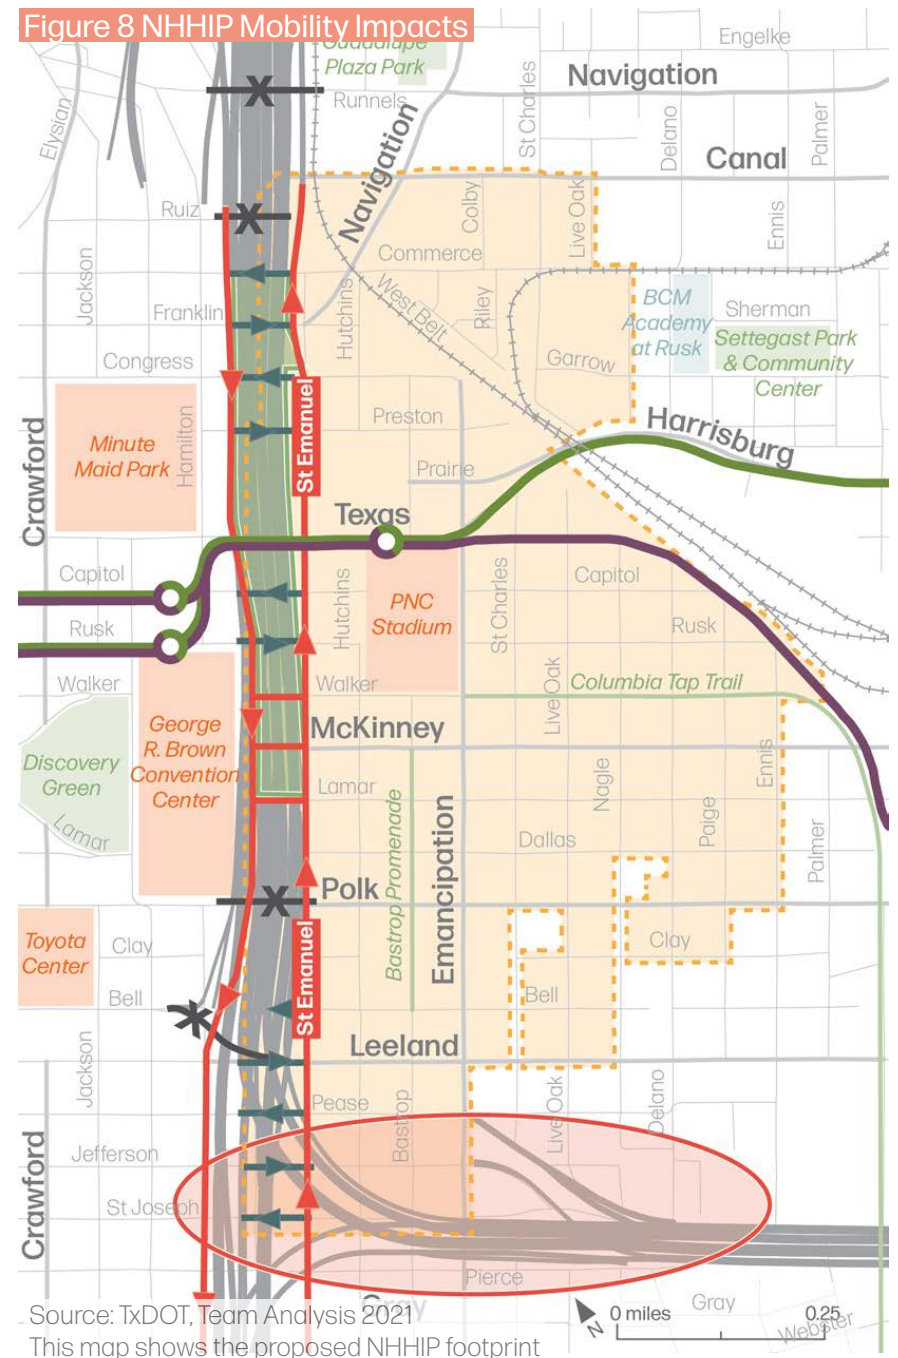 Figure 8 NHHIP Mobility Impacts
Guadalupe
Plaza Park
Engelke
Navigation
Runnels
St Charles
Delano
Palmer
Elysian
Navigation
Canal
Ruiz
Colby
Live Oak
Ennis
Commerce
Jackson
Franklin
Hutchins
West Belt
Riley
BCM
Academy
at Rusk
Sherman
Settegast Park
& Community
Center
Congress
Garrow
St Emanuel
Preston
Harrisburg
Crawford
Minute
Maid Park
Hamilton
Prairie
Texas
Capitol
Rusk
Hutchins
PNC
Stadium
St Charles
Capitol
Rusk
Walker
Walker
Live Oak
Columbia Tap Trail
George
R. Brown
Convention
Center
McKinney
Discovery
Green
Lamar
Lamar
Bastrop Promenade
Emancipation
Nagle
Ennis
Paige
Dallas
Palmer
Polk
Toyota
Center
Clay
St Emanuel
Clay
Bell
Bell
Leeland
Jackson
Pease
Bastrop
Live Oak
Delano
Crawford
Jefferson
St Joseph
Pierce
Gray
Gray
Webster
N
0 miles
0.25
Source: TxDOT, Team Analysis 2021
This map shows the proposed NHHIP footprint